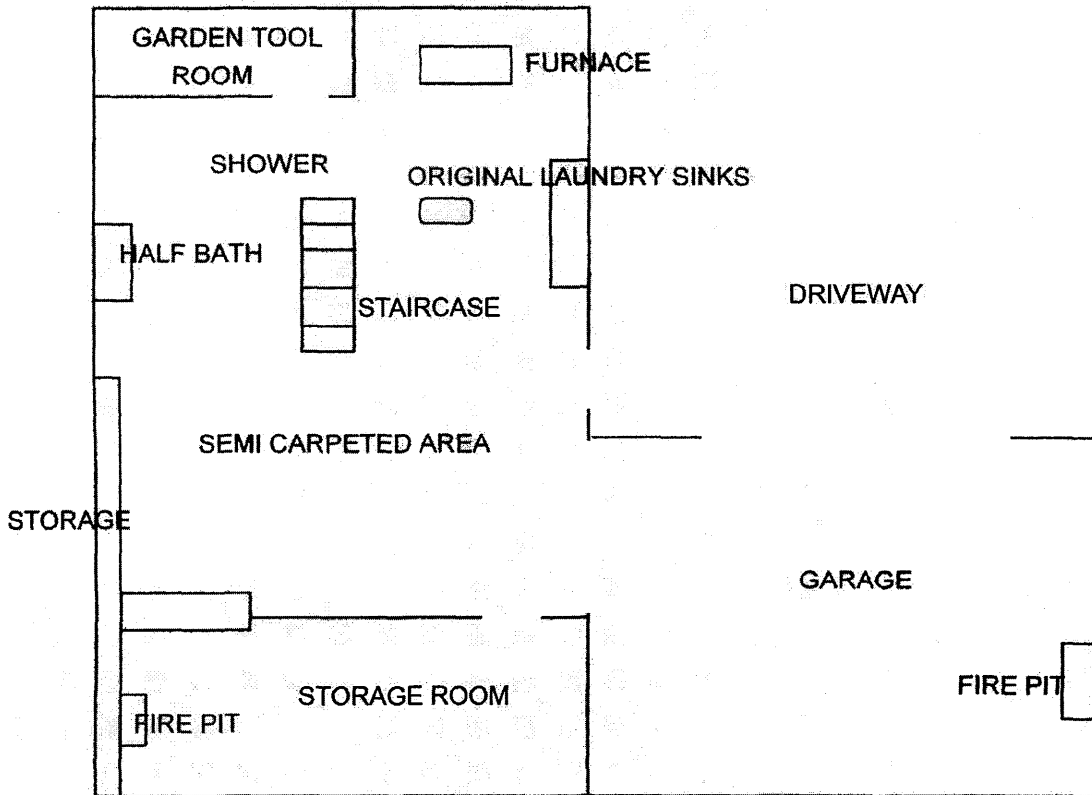 GARDEN TOOL
ROOM
FURNACE
SHOWER
ORIGINAL LAUNDRY SINKS
HALF BATH
STAIRCASE
DRIVEWAY
SEMI CARPETED AREA
STORAGE
GARAGE
STORAGE ROOM
FIRE PIT
FIRE PIT